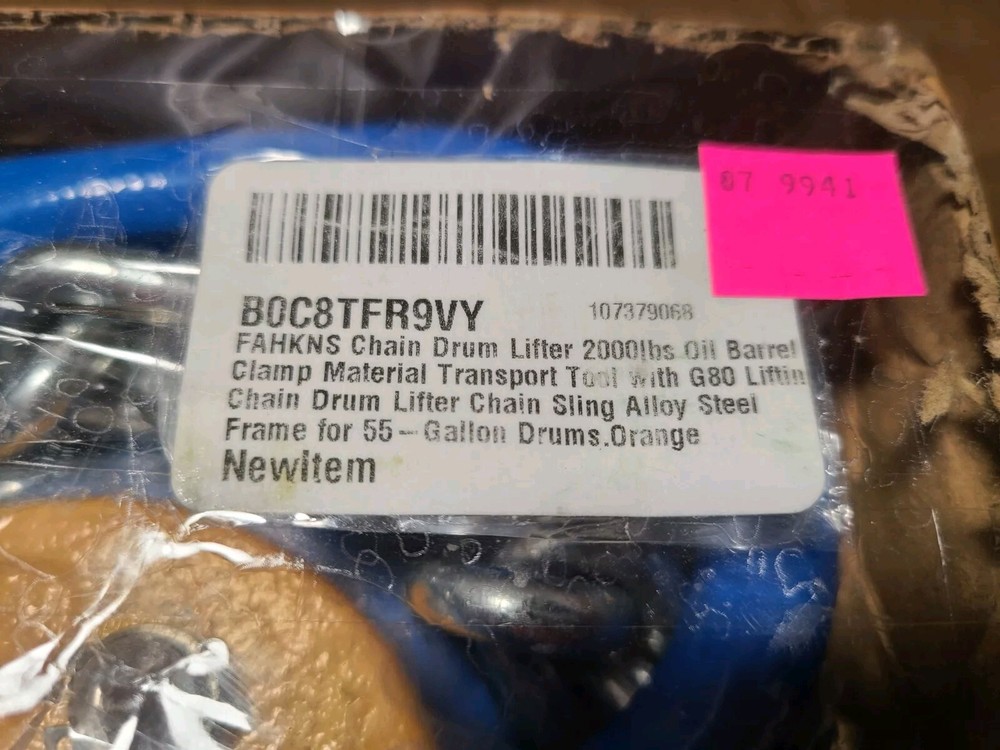 07 9941
B0C8TFR9VY 107379068
FAHKNS Chain Drum Lifter 2000lbs Oil Barrel
Clamp Material Transport Tool with G80 Liftin
Chain Drum Lifter Chain Sling Alloy Steel
Frame for 55-Gallon Drums.Orange
Newitem